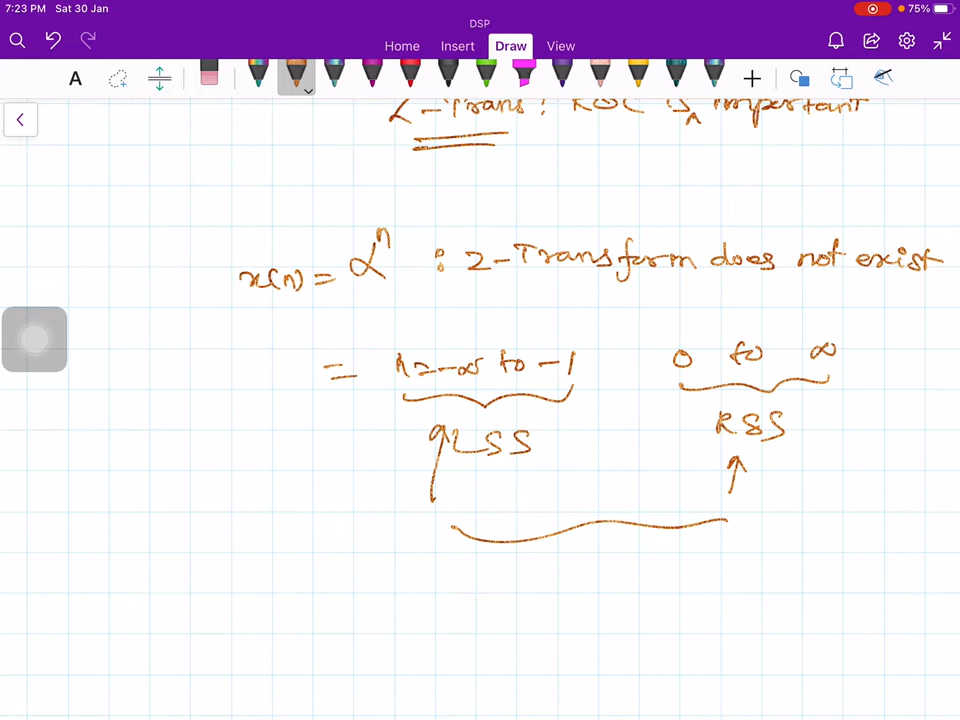 7:23 PM Sat 30 Jan
75%
DSP
Home Insert Draw View
A
Z-Trans: ROC is important
x(n) = α^n : Z-Transform does not exist
= n=-∞ to -1 0 to ∞
LSS RSS